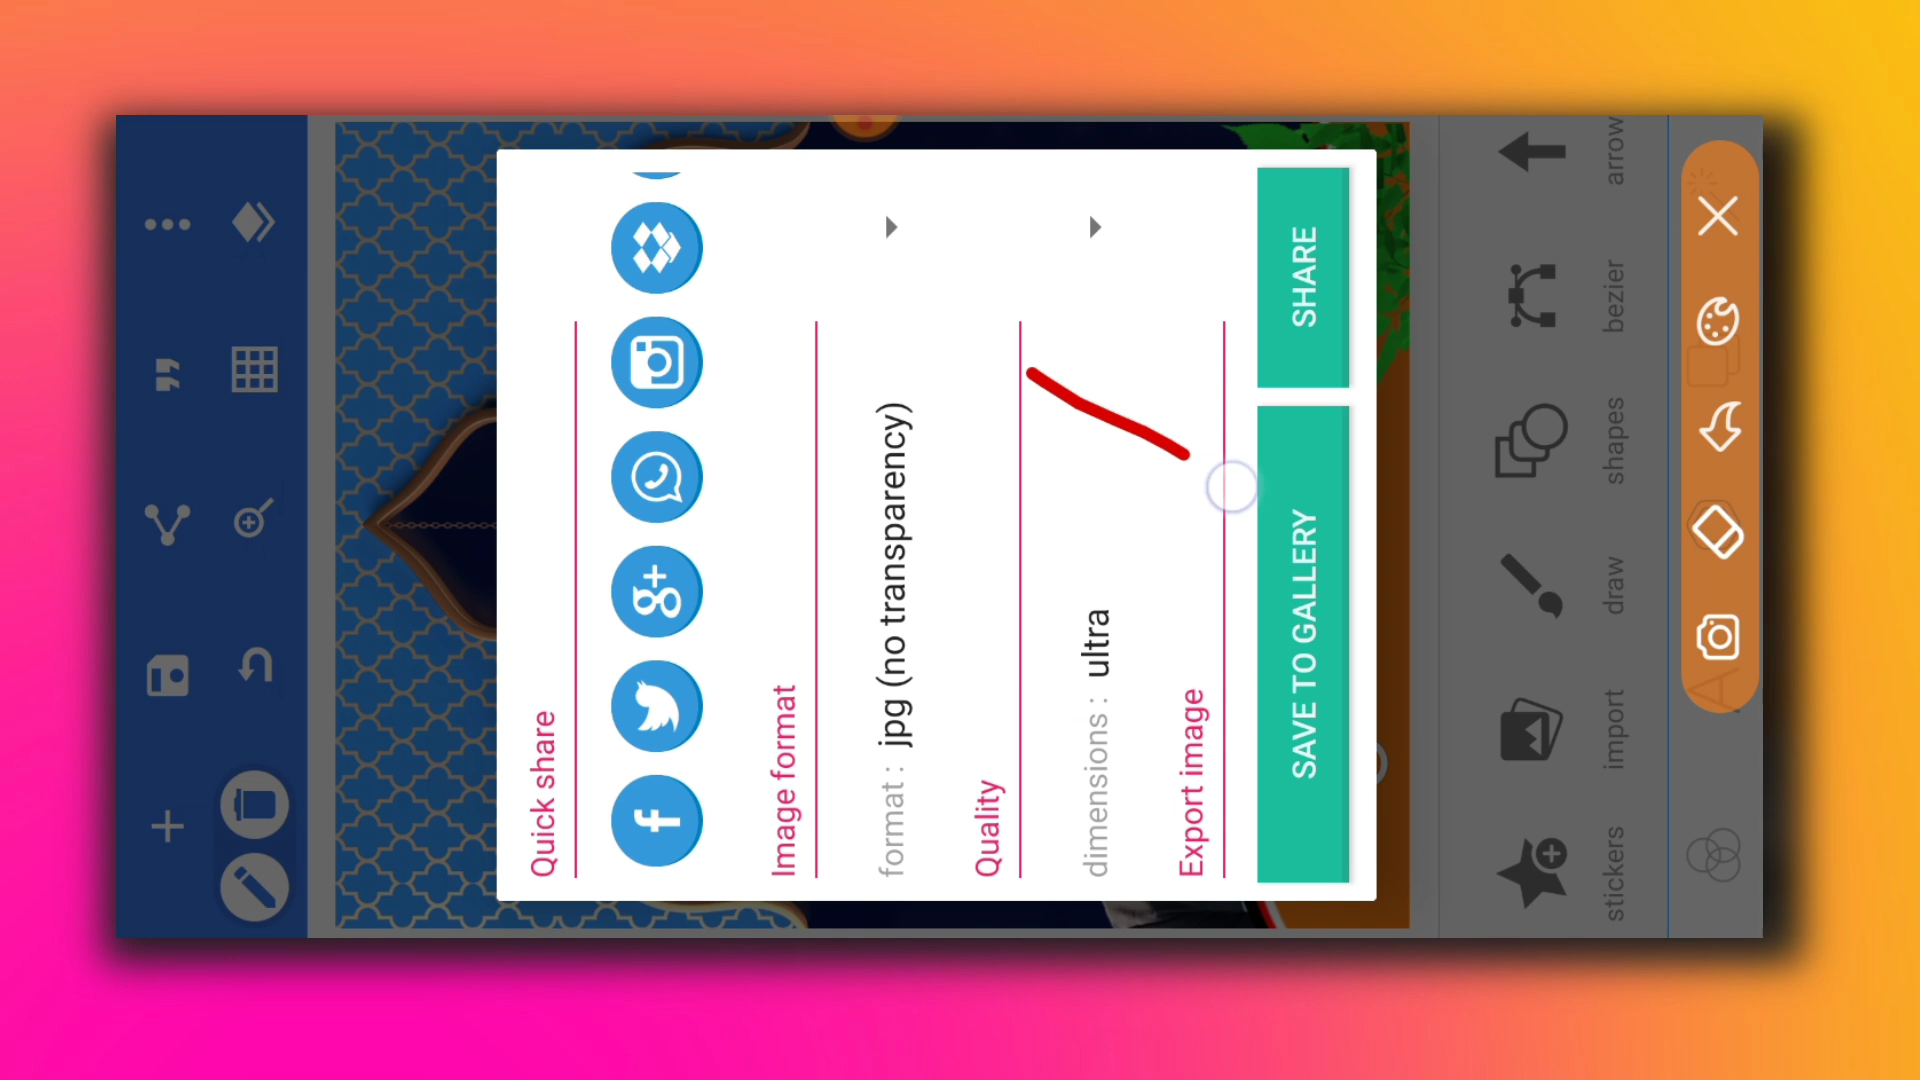 Quick share
Image format
format : jpg (no transparency)
Quality
dimensions : ultra
Export image
SAVE TO GALLERY
SHARE
stickers
import
draw
shapes
bezier
arrow